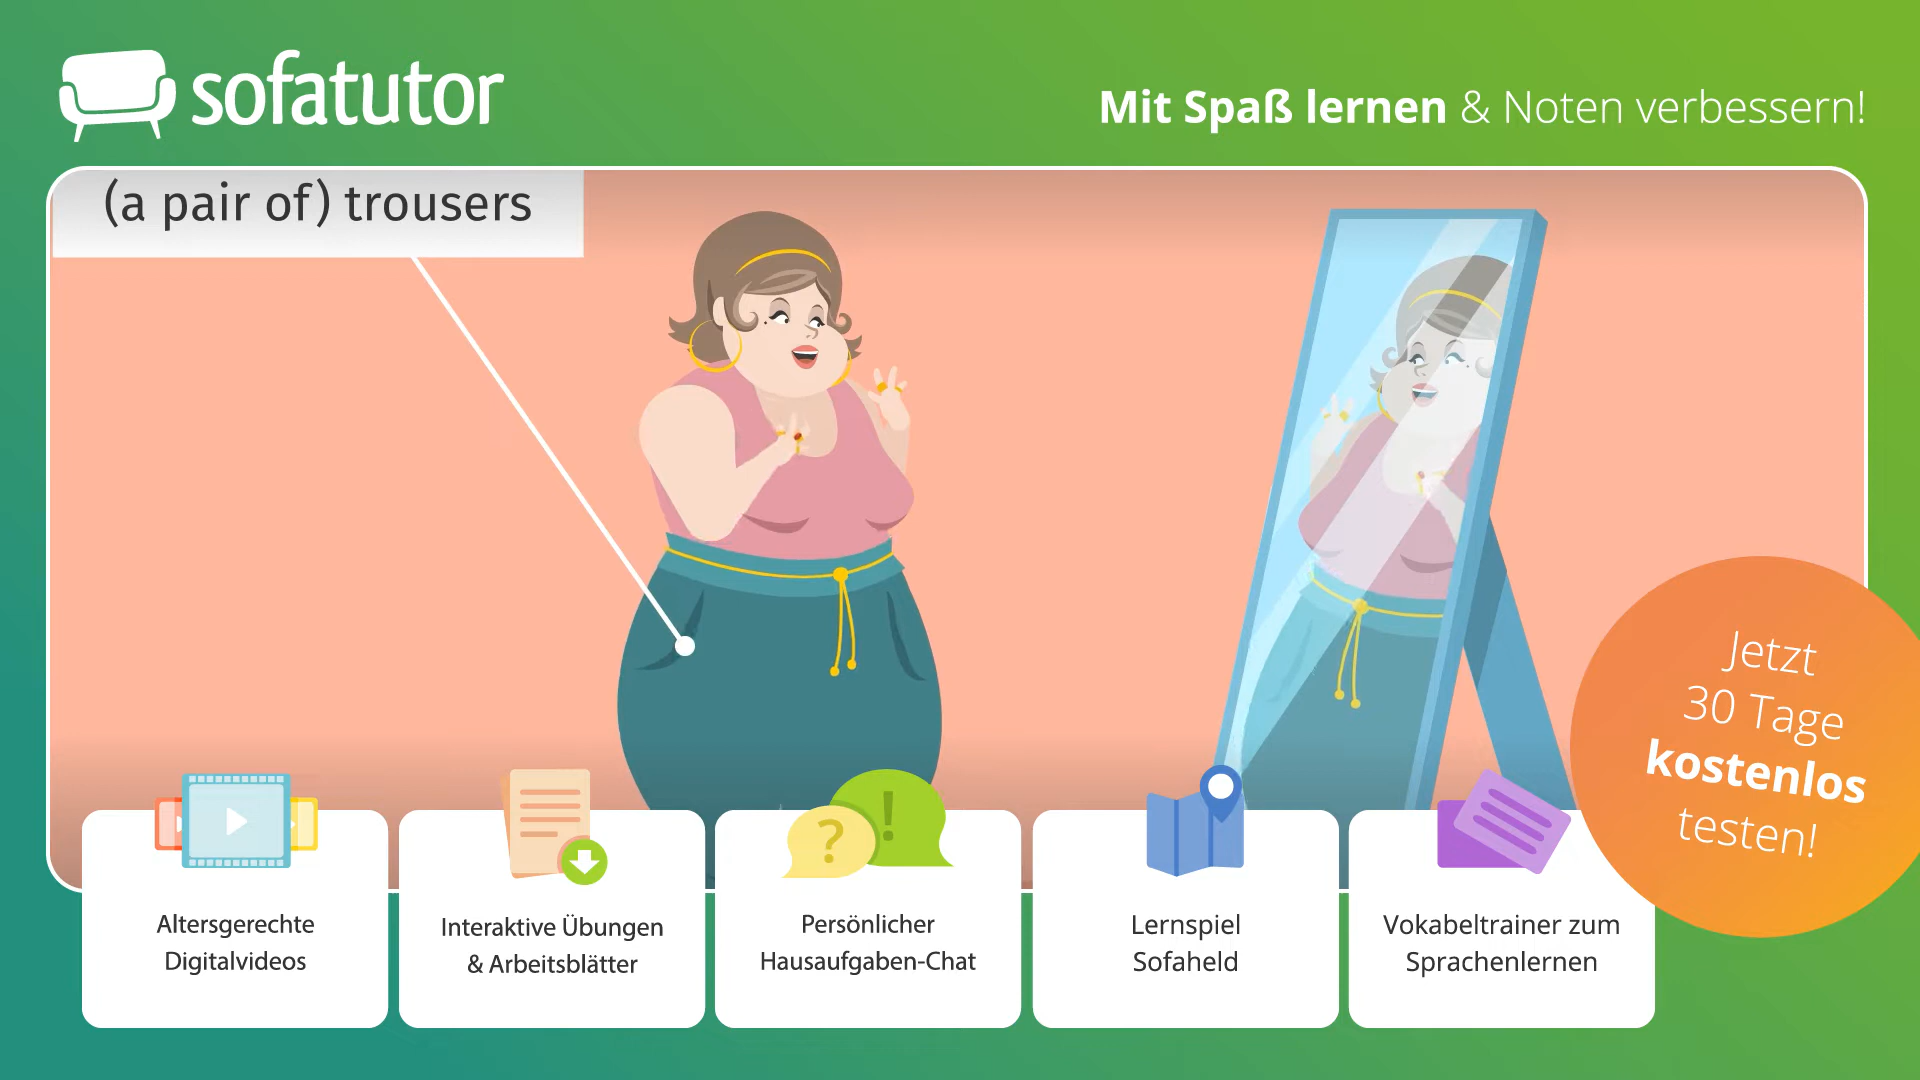 sofatutor
Mit Spaß lernen & Noten verbessern!
(a pair of) trousers
Jetzt
30 Tage
kostenlos
testen!
?
!
Altersgerechte
Digitalvideos
Interaktive Übungen
& Arbeitsblätter
Persönlicher
Hausaufgaben-Chat
Lernspiel
Sofaheld
Vokabeltrainer zum
Sprachenlernen